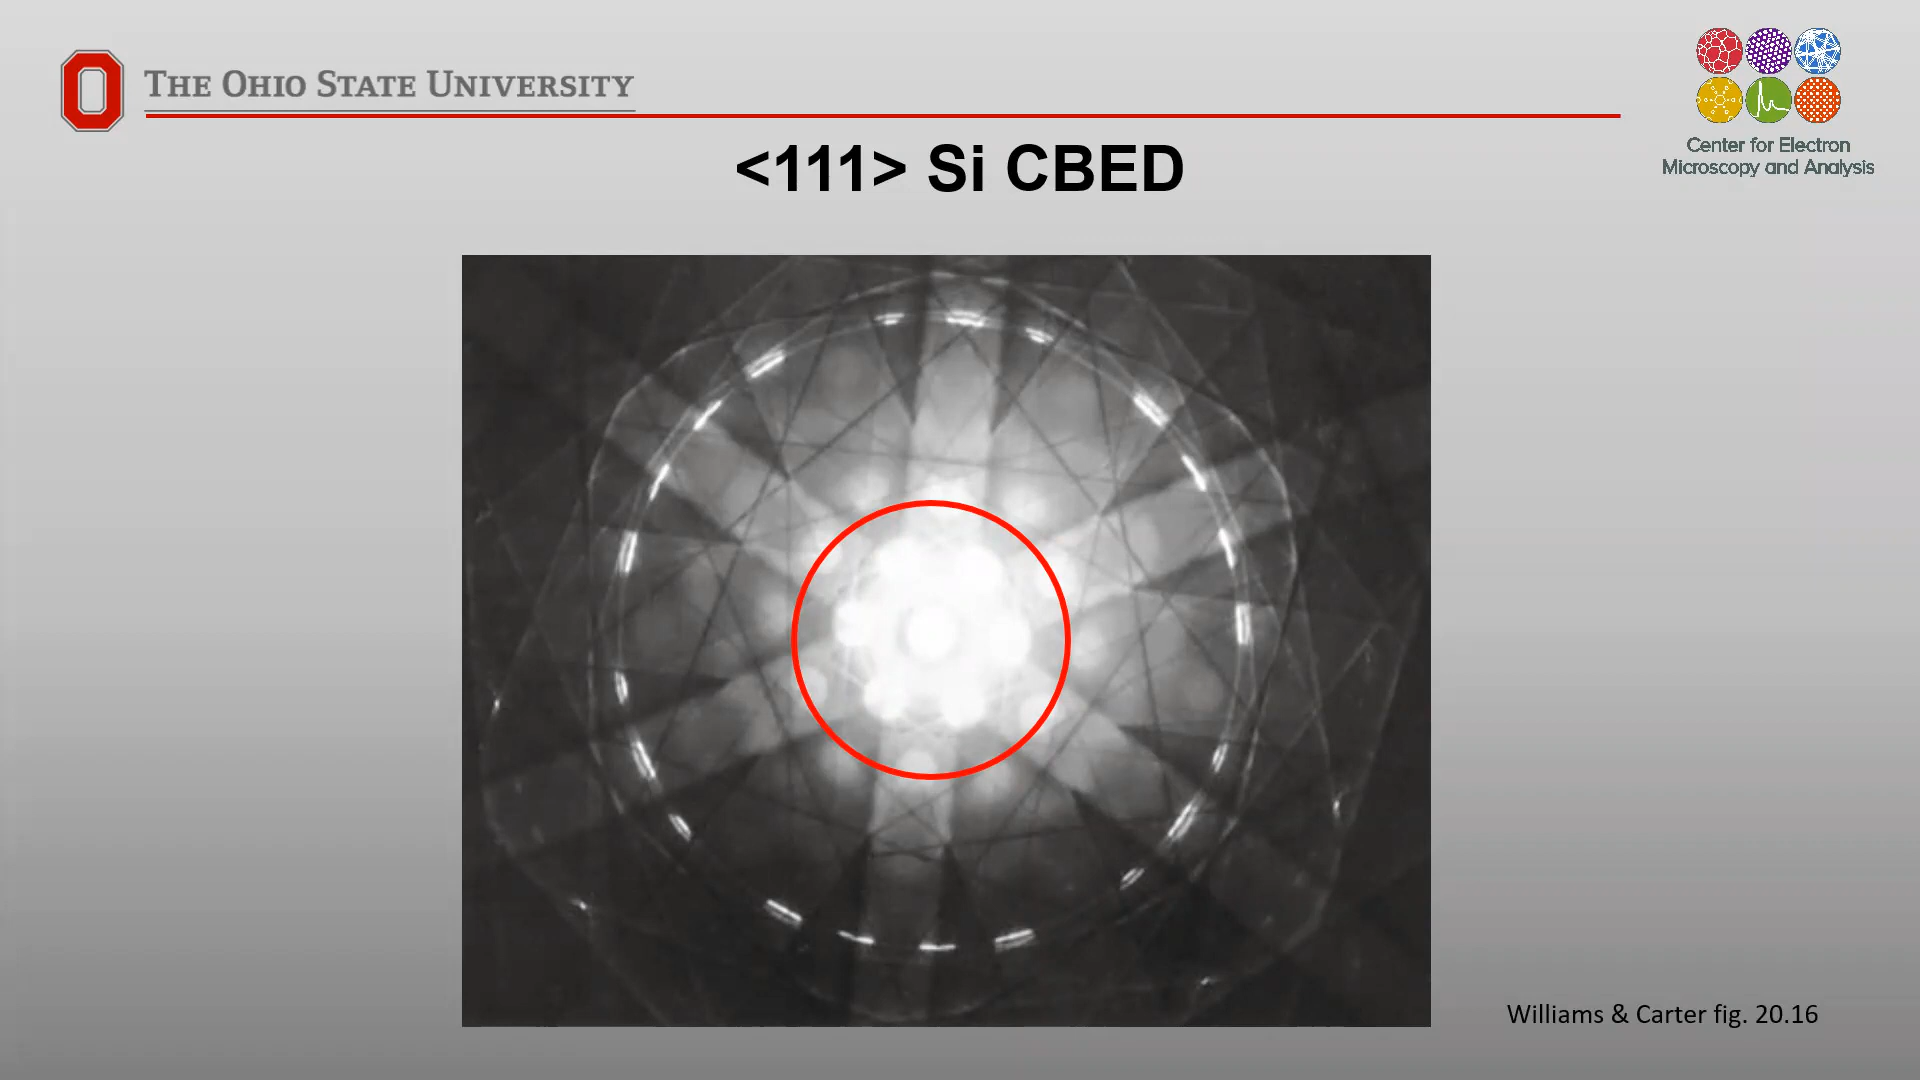 THE OHIO STATE UNIVERSITY
Center for Electron
Microscopy and Analysis
<111> Si CBED
Williams & Carter fig. 20.16